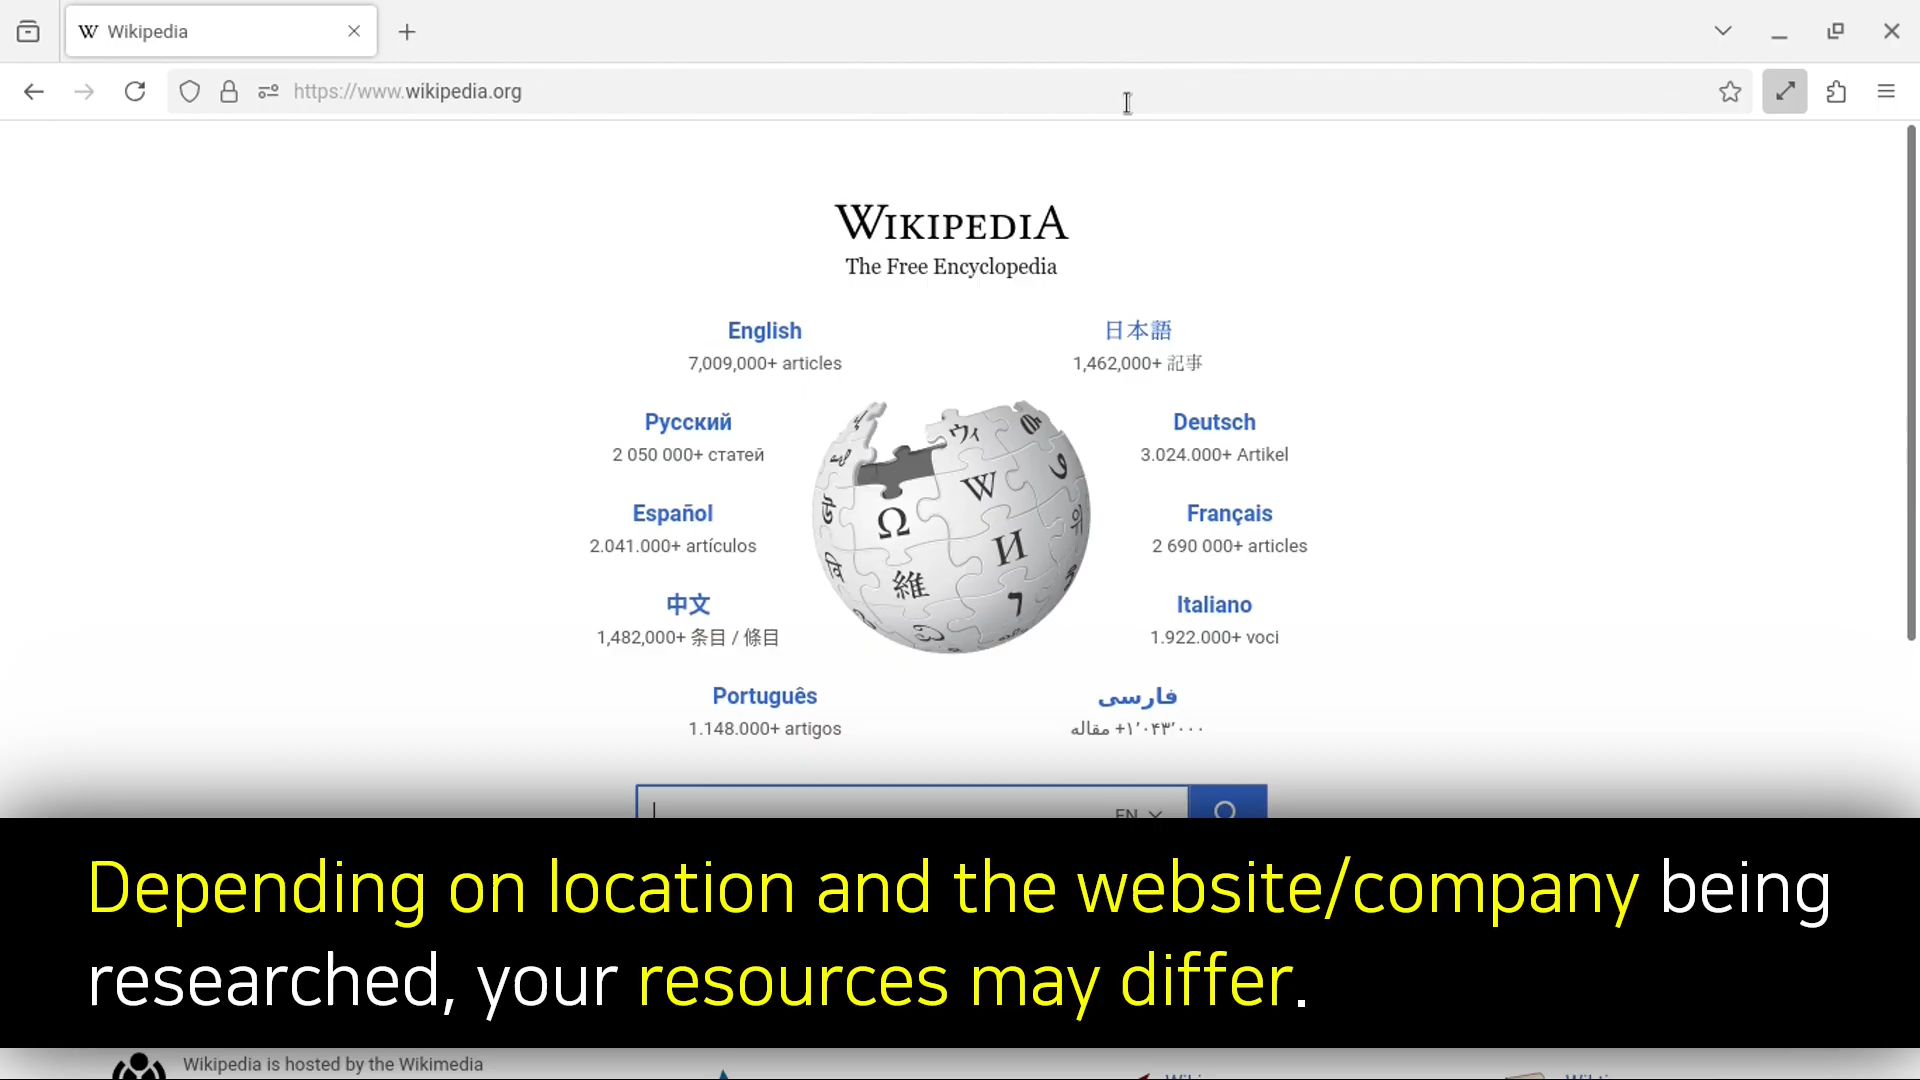 Wikipedia
https://www.wikipedia.org
WIKIPEDIA
The Free Encyclopedia
English
7,009,000+ articles
日本語
1,462,000+ 記事
Русский
2 050 000+ статей
Deutsch
3.024.000+ Artikel
Español
2.041.000+ artículos
Français
2 690 000+ articles
中文
1,482,000+ 条目 / 條目
Italiano
1.922.000+ voci
Português
1.148.000+ artigos
فارسی
۱٬۰۴۳٬۰۰۰+ مقاله
EN
Depending on location and the website/company being
researched, your resources may differ.
Wikipedia is hosted by the Wikimedia